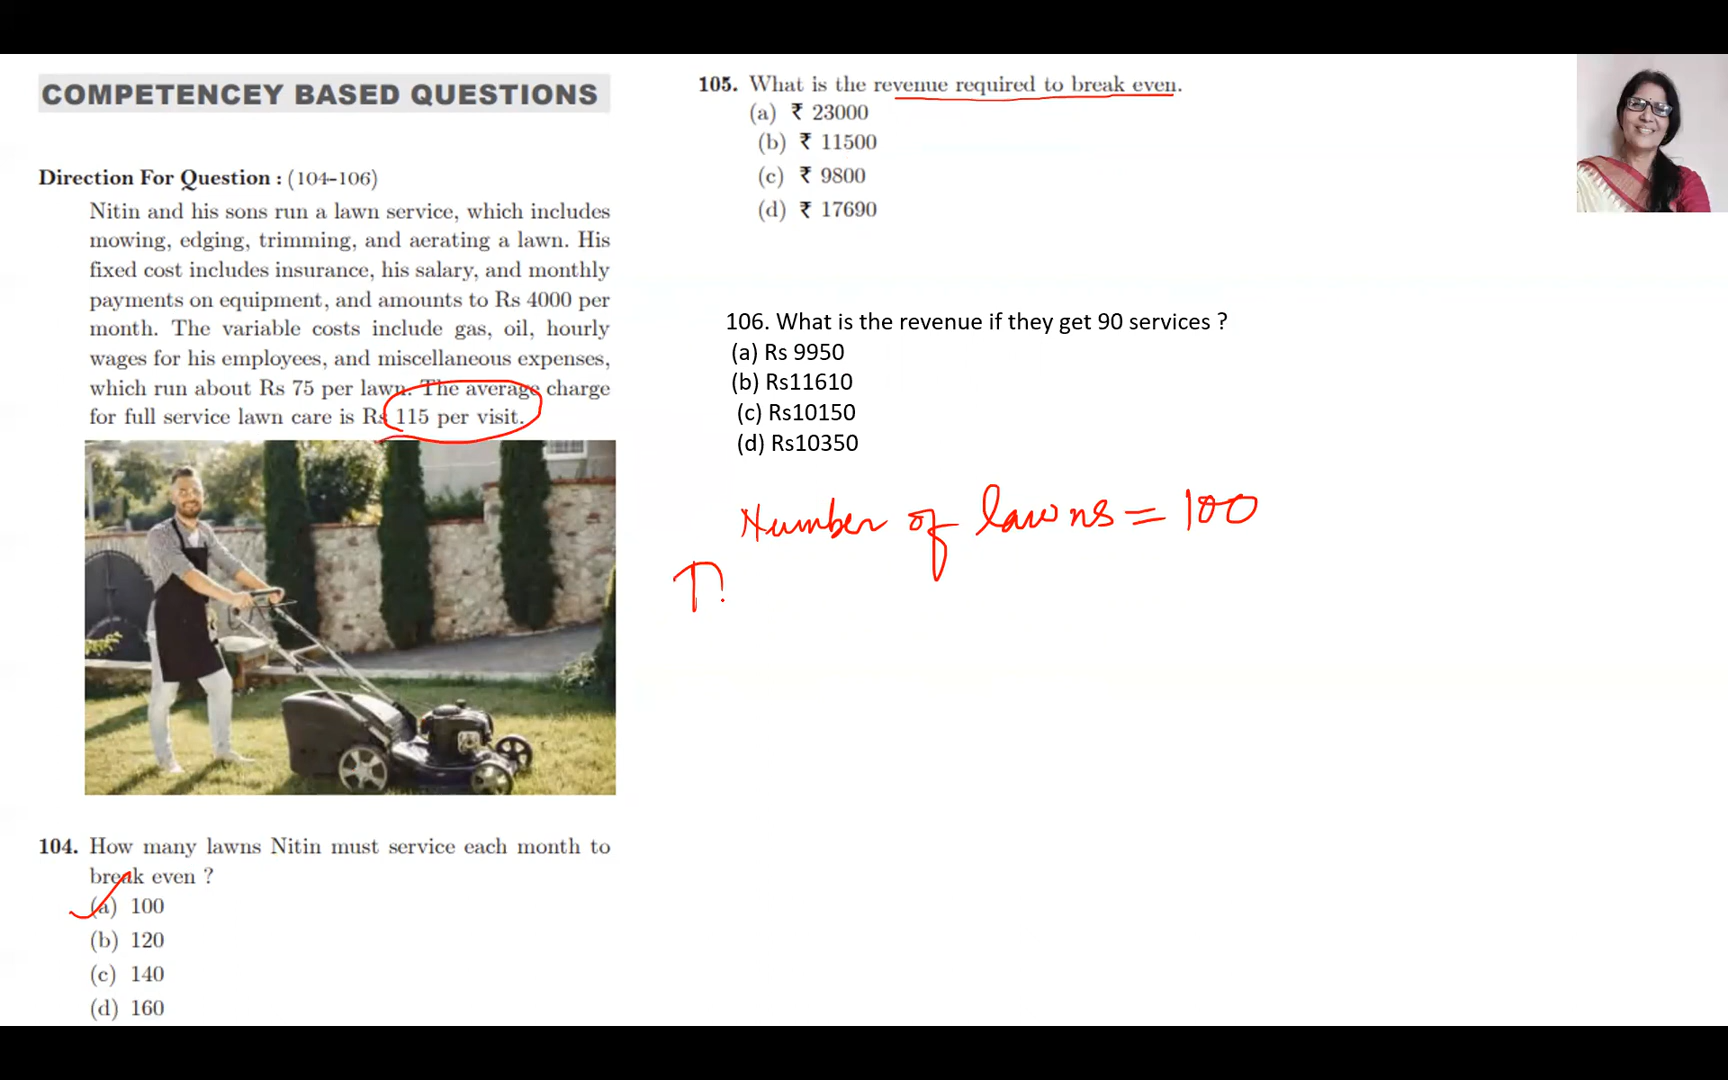 COMPETENCEY BASED QUESTIONS
Direction For Question : (104-106)
Nitin and his sons run a lawn service, which includes
mowing, edging, trimming, and aerating a lawn. His
fixed cost includes insurance, his salary, and monthly
payments on equipment, and amounts to Rs 4000 per
month. The variable costs include gas, oil, hourly
wages for his employees, and miscellaneous expenses,
which run about Rs 75 per lawn. The average charge
for full service lawn care is Rs 115 per visit.
104. How many lawns Nitin must service each month to
break even ?
(a) 100
(b) 120
(c) 140
(d) 160
105. What is the revenue required to break even.
(a) ₹ 23000
(b) ₹ 11500
(c) ₹ 9800
(d) ₹ 17690
106. What is the revenue if they get 90 services ?
(a) Rs 9950
(b) Rs11610
(c) Rs10150
(d) Rs10350
Number of lawns = 100